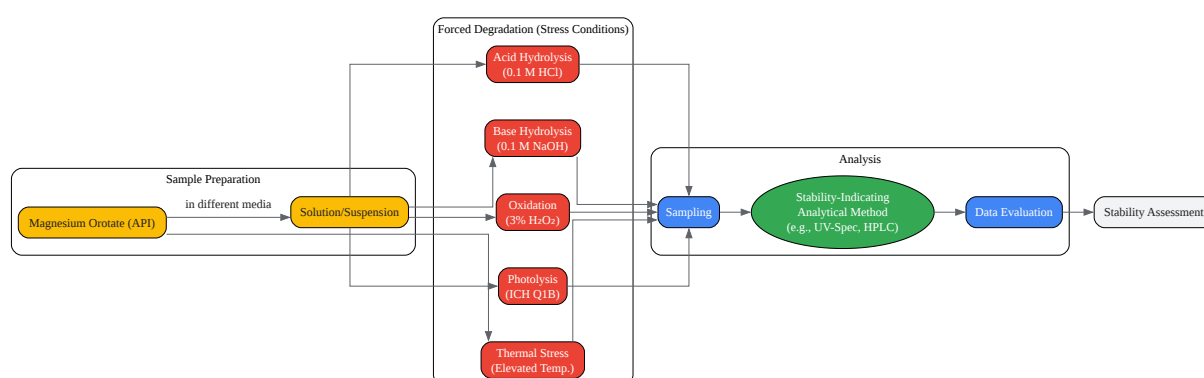 Forced Degradation (Stress Conditions)
Acid Hydrolysis
(0.1 M HCl)
Base Hydrolysis
(0.1 M NaOH)
Analysis
Sample Preparation
in different media
Magnesium Orotate (API)
Solution/Suspension
Oxidation
(3% H₂O₂)
Sampling
Stability-Indicating
Analytical Method
(e.g., UV-Spec, HPLC)
Data Evaluation
Stability Assessment
Photolysis
(ICH Q1B)
Thermal Stress
(Elevated Temp.)